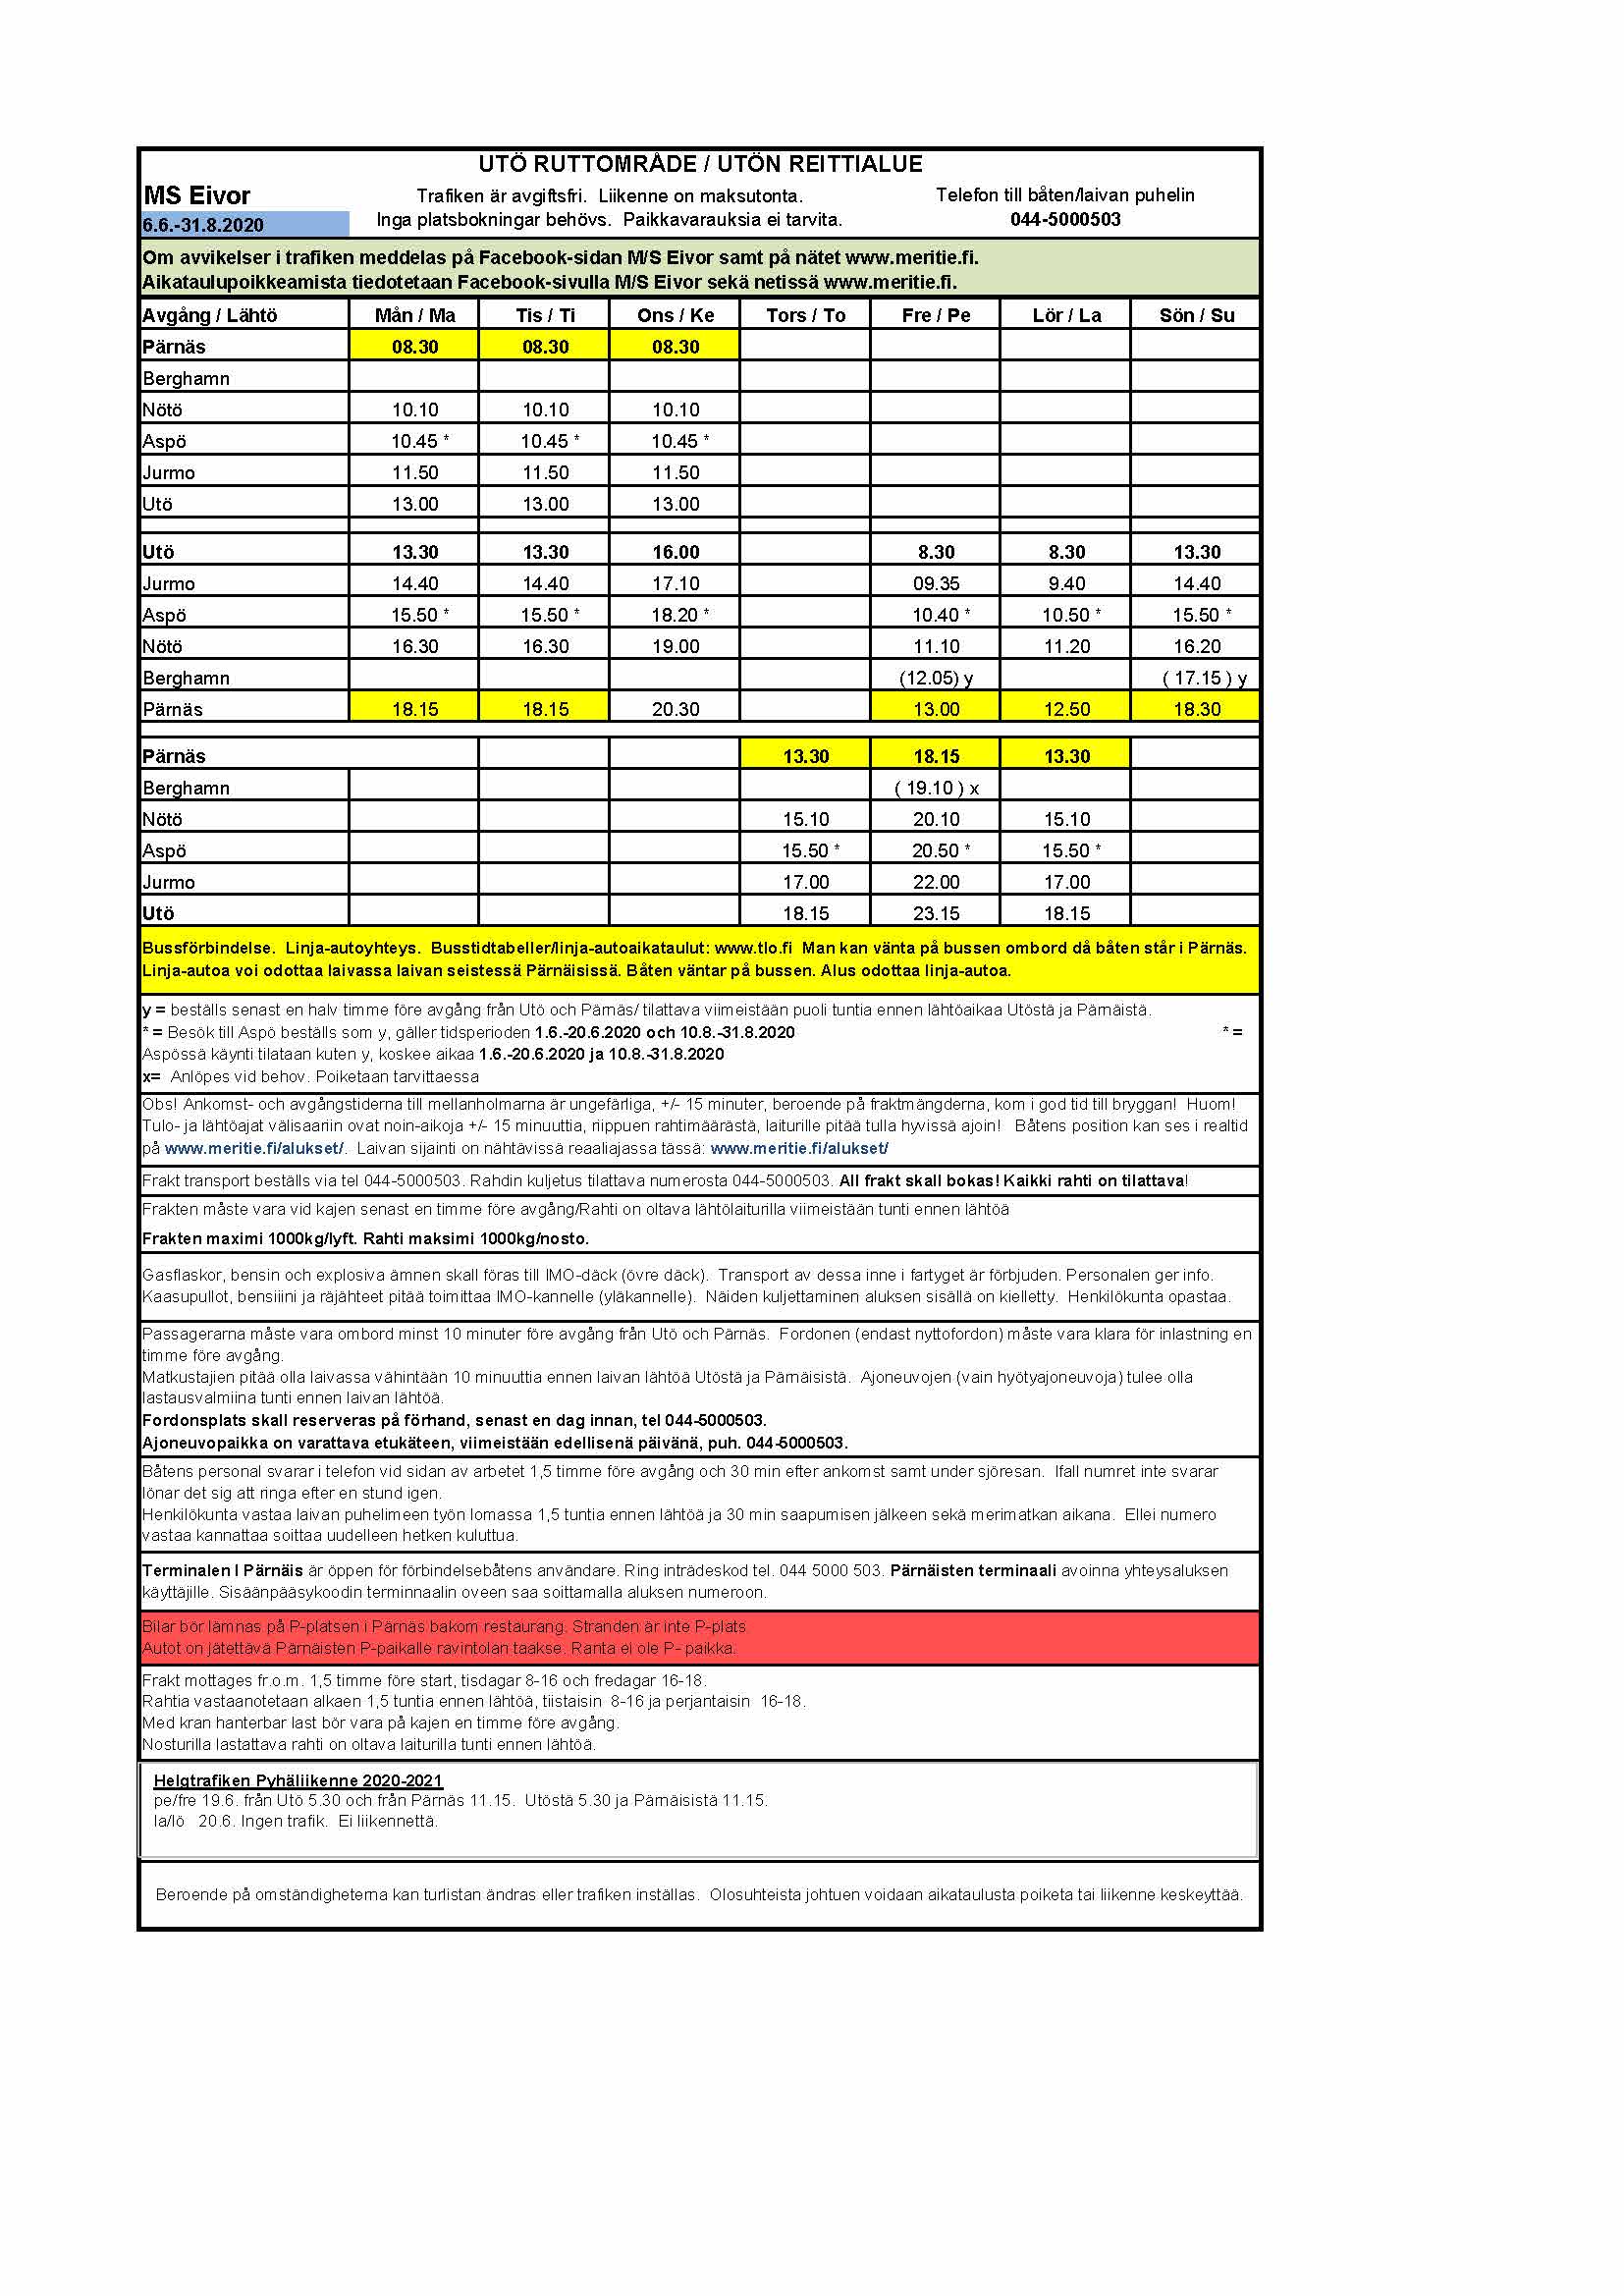 UTÖ RUTTOMRÅDE / UTÖN REITTIALUE
MS Eivor Trafiken är avgiftsfri. Liikenne on maksutonta. Telefon till båten/laivan puhelin
6.6.-31.8.2020 Inga platsbokningar behövs. Paikkavarauksia ei tarvita. 044-5000503
Om avvikelser i trafiken meddelas på Facebook-sidan M/S Eivor samt på nätet www.meritie.fi.
Aikataulupoikkeamista tiedotetaan Facebook-sivulla M/S Eivor sekä netissä www.meritie.fi.
Avgång / Lähtö Mån / Ma Tis / Ti Ons / Ke Tors / To Fre / Pe Lör / La Sön / Su
Pärnäs 08.30 08.30 08.30
Berghamn
Nötö 10.10 10.10 10.10
Aspö 10.45 * 10.45 * 10.45 *
Jurmo 11.50 11.50 11.50
Utö 13.00 13.00 13.00
Utö 13.30 13.30 16.00 8.30 8.30 13.30
Jurmo 14.40 14.40 17.10 09.35 9.40 14.40
Aspö 15.50 * 15.50 * 18.20 * 10.40 * 10.50 * 15.50 *
Nötö 16.30 16.30 19.00 11.10 11.20 16.20
Berghamn (12.05) y ( 17.15 ) y
Pärnäs 18.15 18.15 20.30 13.00 12.50 18.30
Pärnäs 13.30 18.15 13.30
Berghamn ( 19.10 ) x
Nötö 15.10 20.10 15.10
Aspö 15.50 * 20.50 * 15.50 *
Jurmo 17.00 22.00 17.00
Utö 18.15 23.15 18.15
Bussförbindelse. Linja-autoyhteys. Busstidtabeller/linja-autoaikataulut: www.tlo.fi Man kan vänta på bussen ombord då båten står i Pärnäs.
Linja-autoa voi odottaa laivassa laivan seistessä Pärnäisissä. Båten väntar på bussen. Alus odottaa linja-autoa.
y = beställs senast en halv timme före avgång från Utö och Pärnäs/ tilattava viimeistään puoli tuntia ennen lähtöaikaa Utöstä ja Pärnäistä.
* = Besök till Aspö beställs som y, gäller tidsperioden 1.6.-20.6.2020 och 10.8.-31.8.2020 * =
Aspössä käynti tilataan kuten y, koskee aikaa 1.6.-20.6.2020 ja 10.8.-31.8.2020
x= Anlöpes vid behov. Poiketaan tarvittaessa
Obs! Ankomst- och avgångstiderna till mellanholmarna är ungefärliga, +/- 15 minuter, beroende på fraktmängderna, kom i god tid till bryggan! Huom!
Tulo- ja lähtöajat välisaariin ovat noin-aikoja +/- 15 minuuttia, riippuen rahtimäärästä, laiturille pitää tulla hyvissä ajoin! Båtens position kan ses i realtid
på www.meritie.fi/alukset/. Laivan sijainti on nähtävissä reaaliajassa tässä: www.meritie.fi/alukset/
Frakt transport beställs via tel 044-5000503. Rahdin kuljetus tilattava numerosta 044-5000503. All frakt skall bokas! Kaikki rahti on tilattava!
Frakten måste vara vid kajen senast en timme före avgång/Rahti on oltava lähtölaiturilla viimeistään tunti ennen lähtöä
Frakten maximi 1000kg/lyft. Rahti maksimi 1000kg/nosto.
Gasflaskor, bensin och explosiva ämnen skall föras till IMO-däck (övre däck). Transport av dessa inne i fartyget är förbjuden. Personalen ger info.
Kaasupullot, bensiiini ja räjähteet pitää toimittaa IMO-kannelle (yläkannelle). Näiden kuljettaminen aluksen sisällä on kielletty. Henkilökunta opastaa.
Passagerarna måste vara ombord minst 10 minuter före avgång från Utö och Pärnäs. Fordonen (endast nyttofordon) måste vara klara för inlastning en
timme före avgång.
Matkustajien pitää olla laivassa vähintään 10 minuuttia ennen laivan lähtöä Utöstä ja Pärnäisistä. Ajoneuvojen (vain hyötyajoneuvoja) tulee olla
lastausvalmiina tunti ennen laivan lähtöä.
Fordonsplats skall reserveras på förhand, senast en dag innan, tel 044-5000503.
Ajoneuvopaikka on varattava etukäteen, viimeistään edellisenä päivänä, puh. 044-5000503.
Båtens personal svarar i telefon vid sidan av arbetet 1,5 timme före avgång och 30 min efter ankomst samt under sjöresan. Ifall numret inte svarar
lönar det sig att ringa efter en stund igen.
Henkilökunta vastaa laivan puhelimeen työn lomassa 1,5 tuntia ennen lähtöä ja 30 min saapumisen jälkeen sekä merimatkan aikana. Ellei numero
vastaa kannattaa soittaa uudelleen hetken kuluttua.
Terminalen I Pärnäis är öppen för förbindelsebåtens användare. Ring inträdeskod tel. 044 5000 503. Pärnäisten terminaali avoinna yhteysaluksen
käyttäjille. Sisäänpääsykoodin terminnaalin oveen saa soittamalla aluksen numeroon.
Bilar bör lämnas på P-platsen i Pärnäs bakom restaurang. Stranden är inte P-plats
Autot on jätettävä Pärnäisten P-paikalle ravintolan taakse. Ranta ei ole P- paikka.
Frakt mottages fr.o.m. 1,5 timme före start, tisdagar 8-16 och fredagar 16-18.
Rahtia vastaanotetaan alkaen 1,5 tuntia ennen lähtöä, tiistaisin 8-16 ja perjantaisin 16-18.
Med kran hanterbar last bör vara på kajen en timme före avgång.
Nosturilla lastattava rahti on oltava laiturilla tunti ennen lähtöä.
Helgtrafiken Pyhäliikenne 2020-2021
pe/fre 19.6. från Utö 5.30 och från Pärnäs 11.15. Utöstä 5.30 ja Pärnäisistä 11.15.
la/lö 20.6. Ingen trafik. Ei liikennettä.
Beroende på omständigheterna kan turlistan ändras eller trafiken inställas. Olosuhteista johtuen voidaan aikataulusta poiketa tai liikenne keskeyttää.